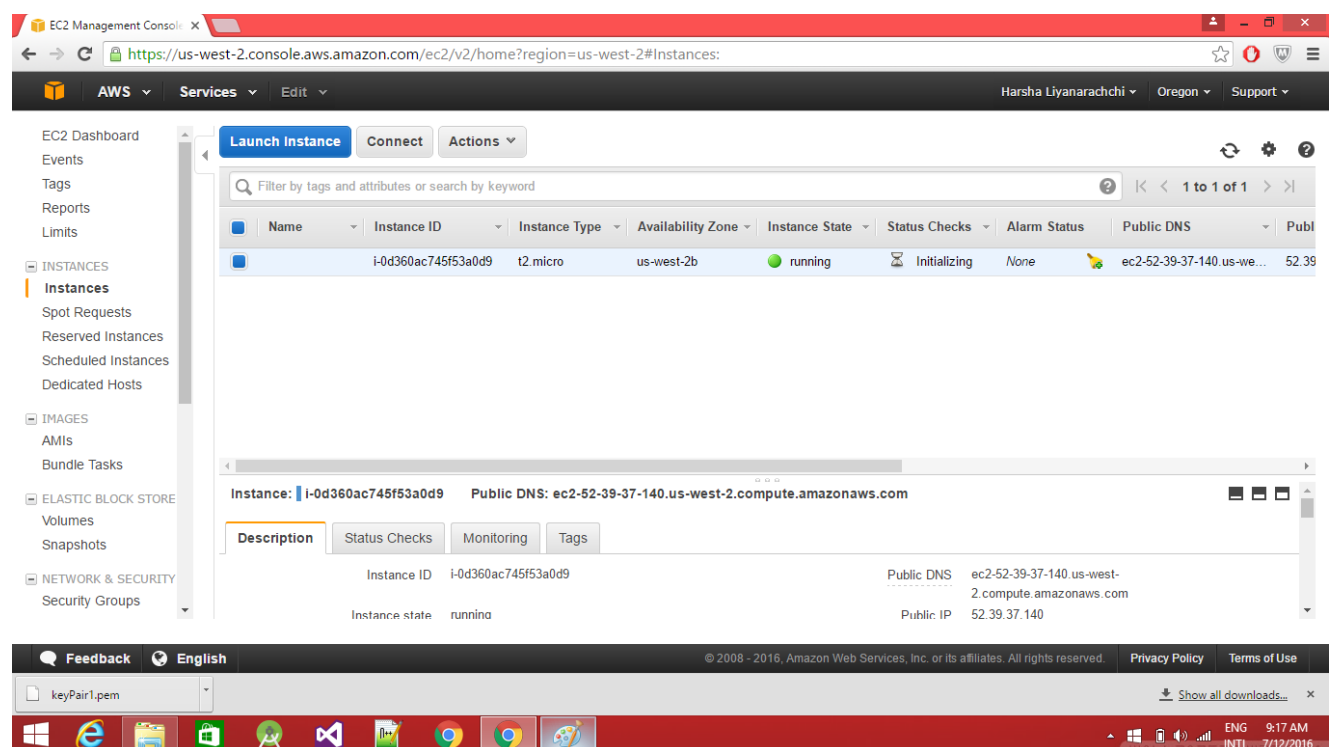 EC2 Management Console
https://us-west-2.console.aws.amazon.com/ec2/v2/home?region=us-west-2#Instances:
AWS Services Edit Harsha Liyanarachchi Oregon Support
EC2 Dashboard
Events
Tags
Reports
Limits
INSTANCES
Instances
Spot Requests
Reserved Instances
Scheduled Instances
Dedicated Hosts
IMAGES
AMIs
Bundle Tasks
ELASTIC BLOCK STORE
Volumes
Snapshots
NETWORK & SECURITY
Security Groups
Launch Instance Connect Actions
Filter by tags and attributes or search by keyword 1 to 1 of 1
Name Instance ID Instance Type Availability Zone Instance State Status Checks Alarm Status Public DNS Publ
i-0d360ac745f53a0d9 t2.micro us-west-2b running Initializing None ec2-52-39-37-140.us-we... 52.39
Instance: i-0d360ac745f53a0d9 Public DNS: ec2-52-39-37-140.us-west-2.compute.amazonaws.com
Description Status Checks Monitoring Tags
Instance ID i-0d360ac745f53a0d9 Public DNS ec2-52-39-37-140.us-west-
2.compute.amazonaws.com
Instance state running Public IP 52.39.37.140
Feedback English © 2008 - 2016, Amazon Web Services, Inc. or its affiliates. All rights reserved. Privacy Policy Terms of Use
keyPair1.pem Show all downloads...
ENG 9:17 AM
INTL 7/12/2016